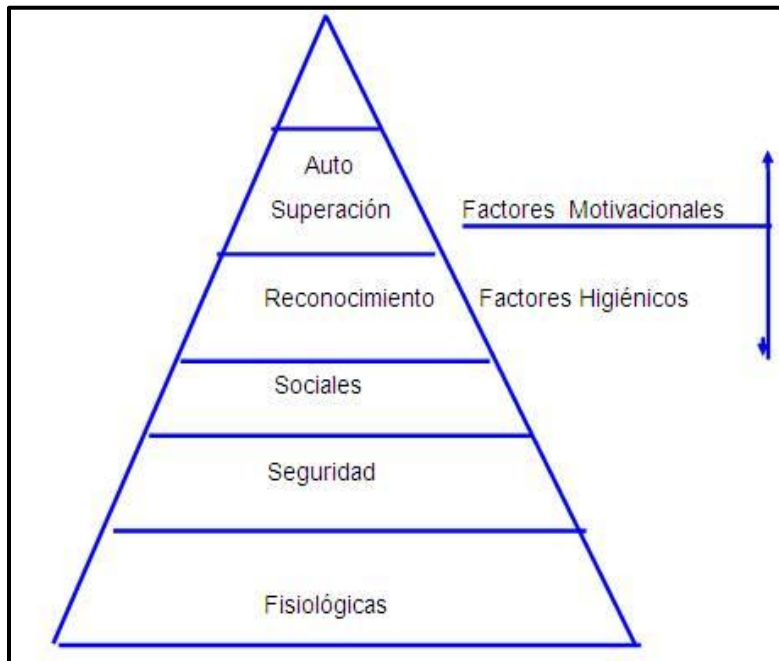 Auto
Superación
Factores Motivacionales
Reconocimiento
Factores Higiénicos
Sociales
Seguridad
Fisiológicas